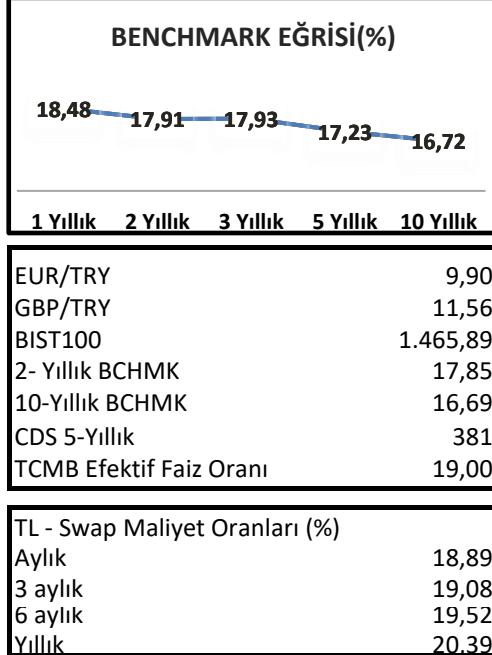 BENCHMARK EĞRİSİ(%)
18,48 17,91 17,93 17,23 16,72
1 Yıllık 2 Yıllık 3 Yıllık 5 Yıllık 10 Yıllık
EUR/TRY 9,90
GBP/TRY 11,56
BIST100 1.465,89
2- Yıllık BCHMK 17,85
10-Yıllık BCHMK 16,69
CDS 5-Yıllık 381
TCMB Efektif Faiz Oranı 19,00
TL - Swap Maliyet Oranları (%)
Aylık 18,89
3 aylık 19,08
6 aylık 19,52
Yıllık 20,39